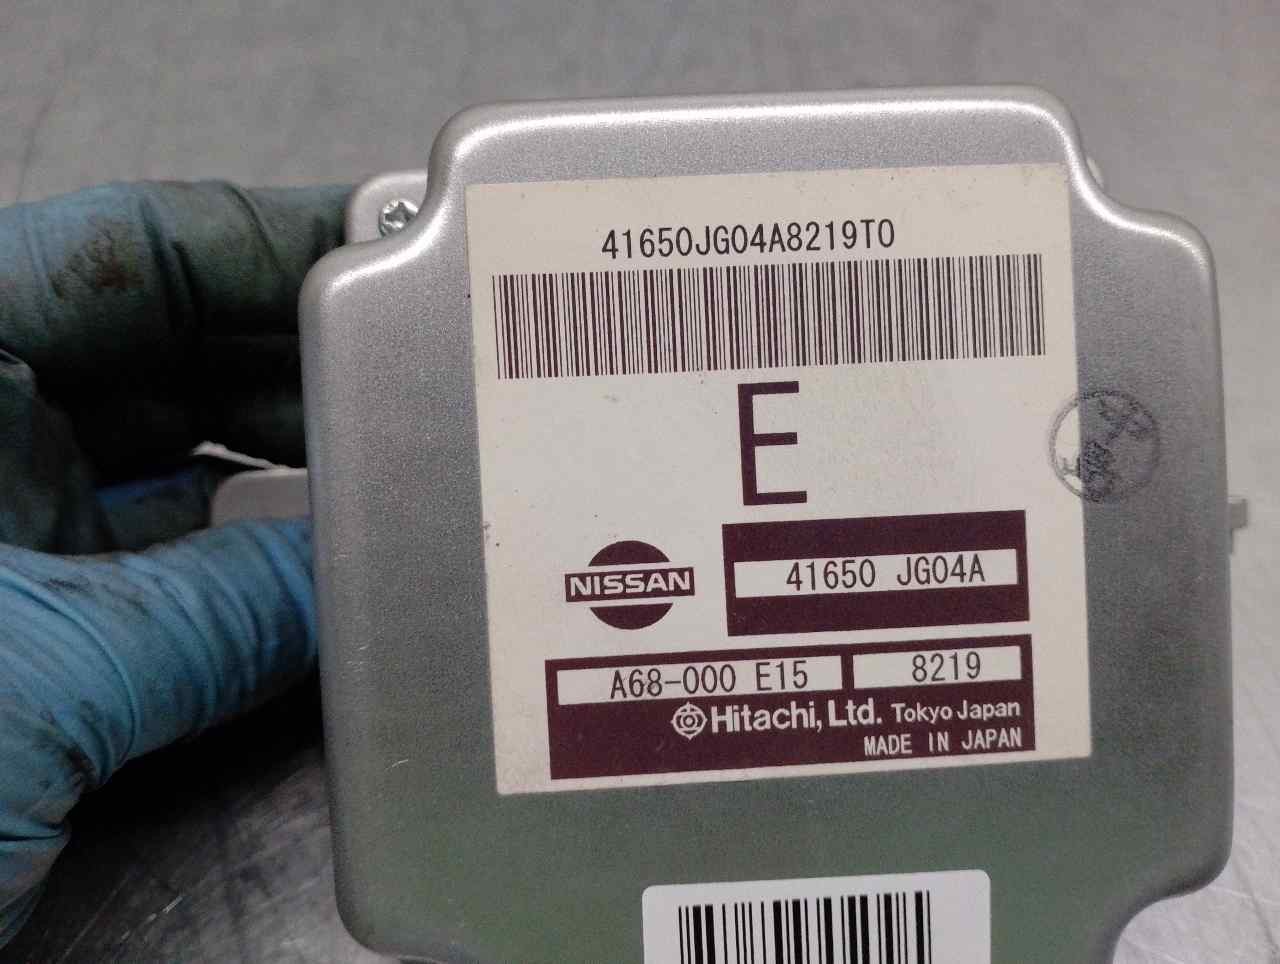 41650JG04A8219T0
E
NISSAN
41650 JG04A
A68-000 E15
8219
Hitachi, Ltd. Tokyo Japan
MADE IN JAPAN